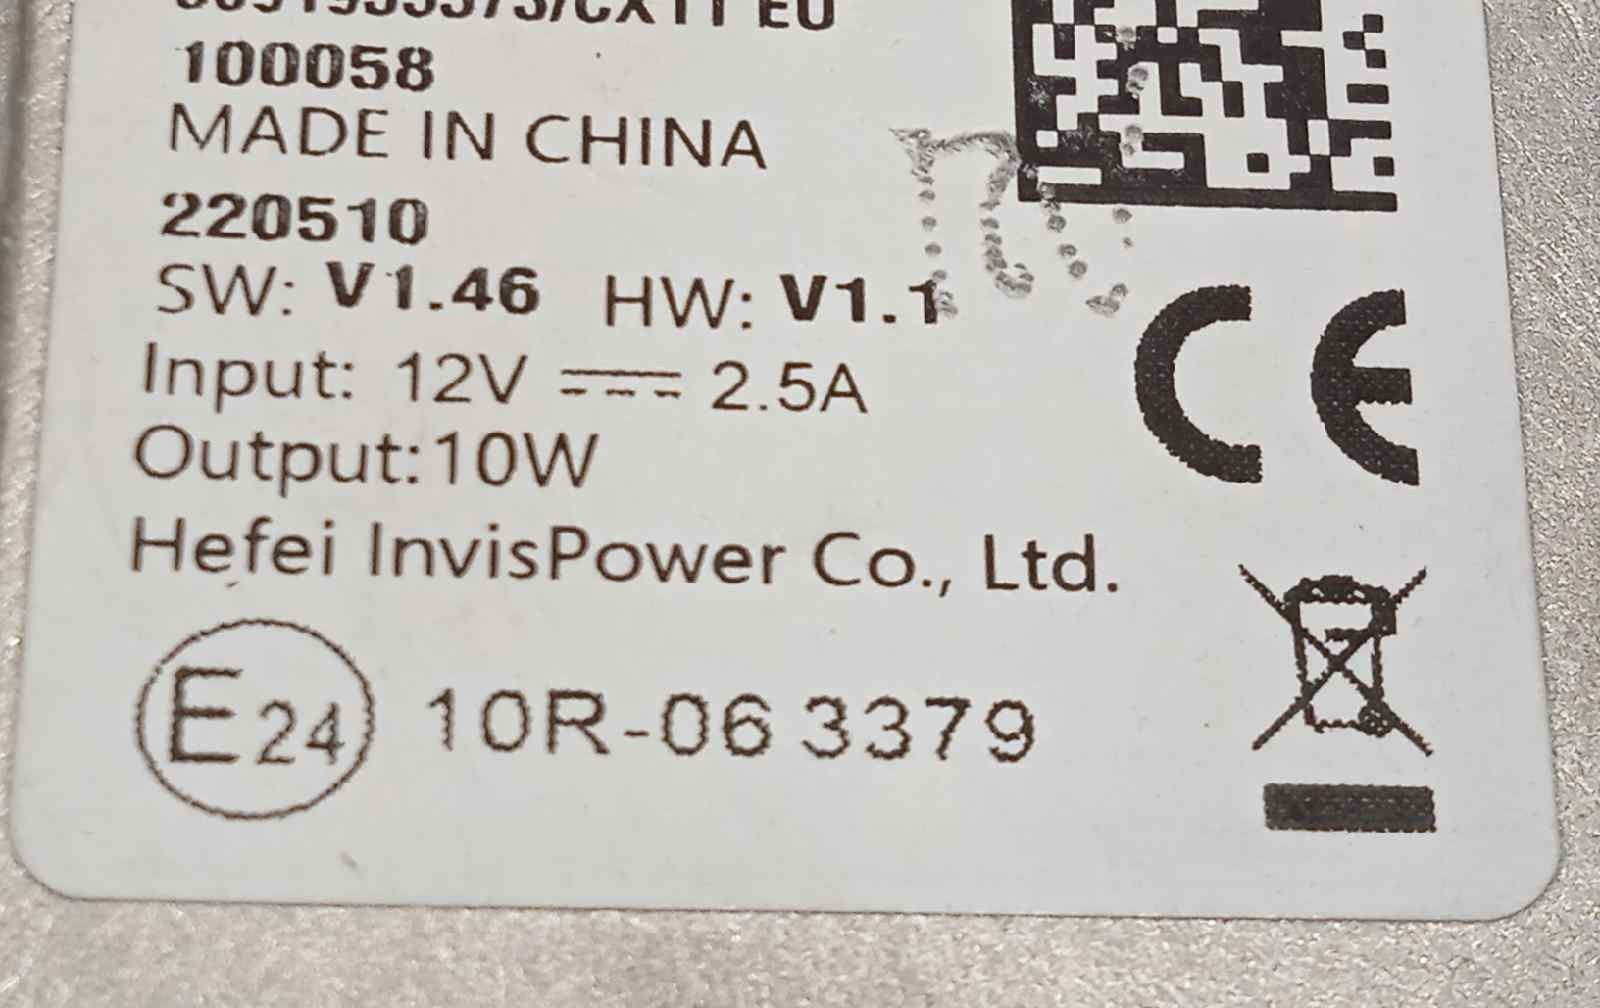 100058
MADE IN CHINA
220510
SW: V1.46 HW: V1.1
Input: 12V ⎓ 2.5A
Output:10W
Hefei InvisPower Co., Ltd.
E24 10R-06 3379
CE